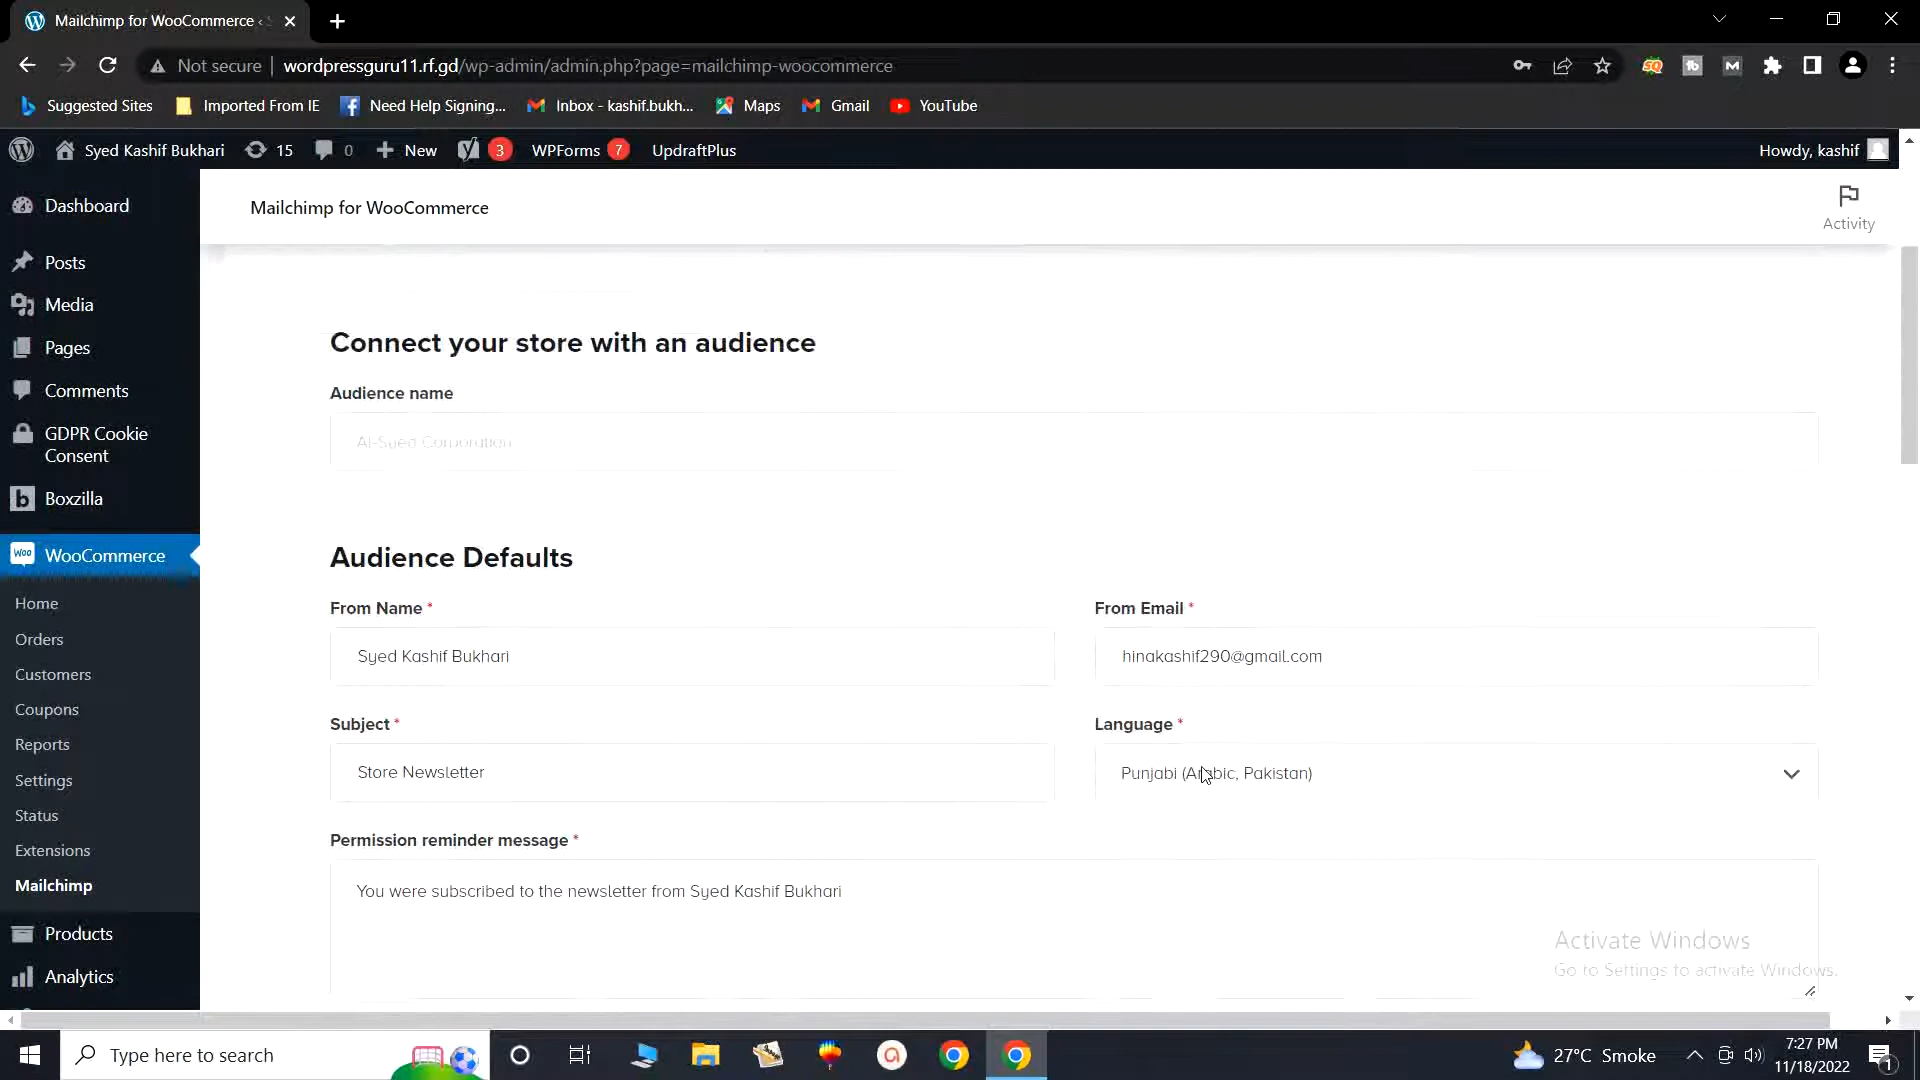 Mailchimp for WooCommerce ‹
Not secure
wordpressguru11.rf.gd/wp-admin/admin.php?page=mailchimp-woocommerce
Suggested Sites
Imported From IE
Need Help Signing...
Inbox - kashif.bukh...
Maps
Gmail
YouTube
Syed Kashif Bukhari
15
0
New
3
WPForms 7
UpdraftPlus
Howdy, kashif
Dashboard
Posts
Media
Pages
Comments
GDPR Cookie
Consent
Boxzilla
WooCommerce
Home
Orders
Customers
Coupons
Reports
Settings
Status
Extensions
Mailchimp
Products
Analytics
Mailchimp for WooCommerce
Activity
Connect your store with an audience
Audience name
Al-Syed Corporation
Audience Defaults
From Name *
Syed Kashif Bukhari
From Email *
hinakashif290@gmail.com
Subject *
Store Newsletter
Language *
Punjabi (Arabic, Pakistan)
Permission reminder message *
You were subscribed to the newsletter from Syed Kashif Bukhari
Activate Windows
Go to Settings to activate Windows.
Type here to search
27°C Smoke
7:27 PM
11/18/2022
1